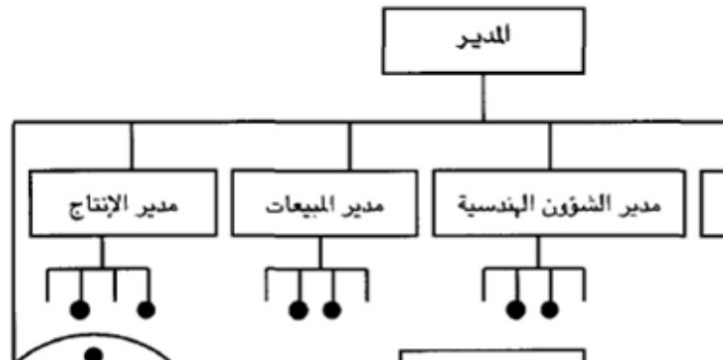 المدير
مدير الشؤون الهندسية
مدير المبيعات
مدير الإنتاج